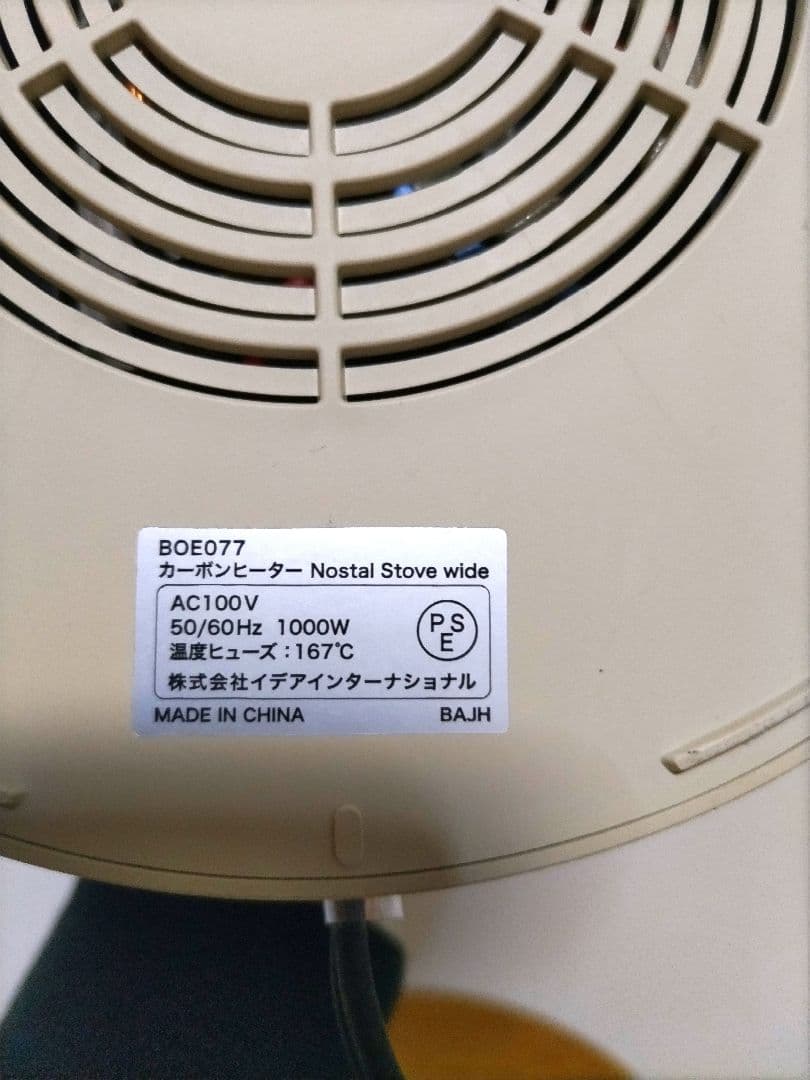 BOE077
カーボンヒーター Nostal Stove wide
AC100V
50/60Hz 1000W
温度ヒューズ：167℃
PSE
株式会社イデアインターナショナル
MADE IN CHINA
BAJH